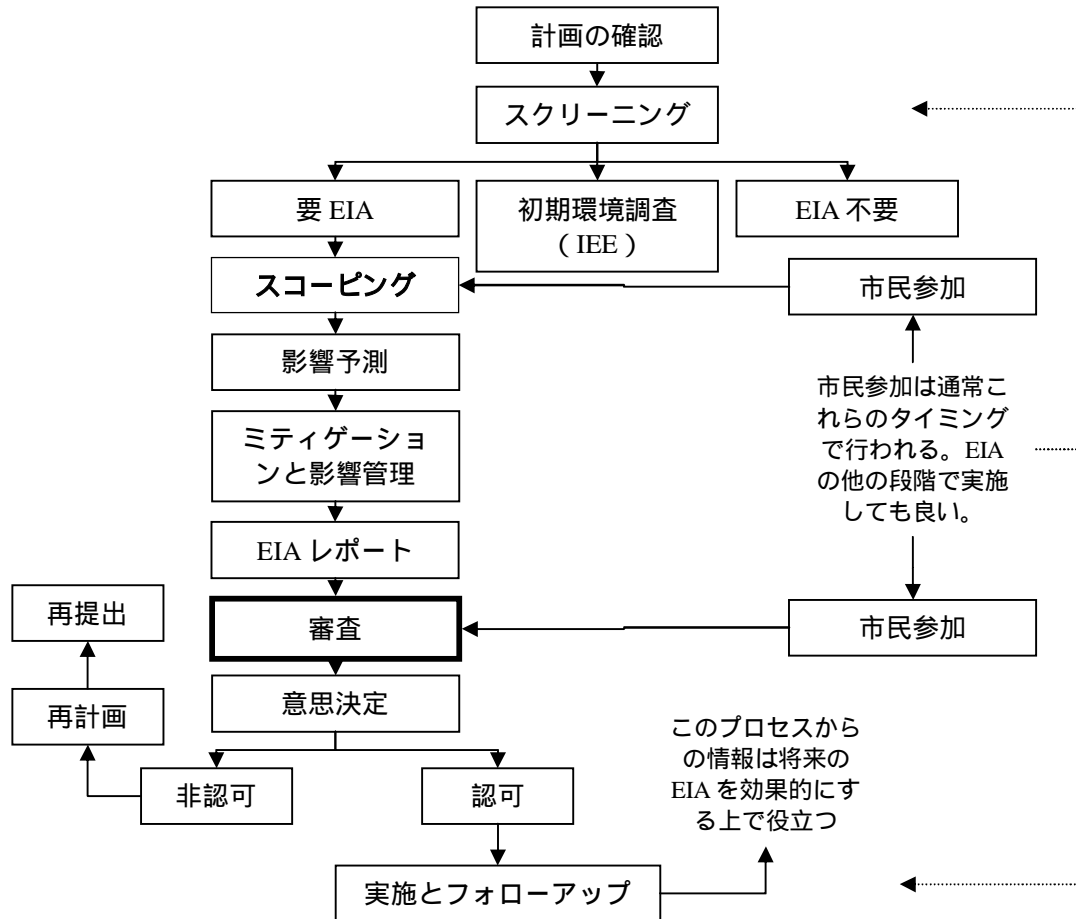 計画の確認
スクリーニング
要 EIA
初期環境調査
( IEE )
EIA 不要
スコーピング
市民参加
影響予測
市民参加は通常こ
れらのタイミング
で行われる。EIA
の他の段階で実施
しても良い。
ミティゲーショ
ンと影響管理
EIA レポート
再提出
審査
市民参加
再計画
意思決定
このプロセスから
の情報は将来の
EIA を効果的にす
る上で役立つ
非認可
認可
実施とフォローアップ